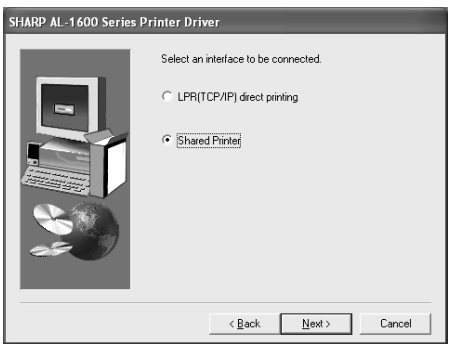 SHARP AL-1600 Series Printer Driver
Select an interface to be connected.
LPR(TCP/IP) direct printing
Shared Printer
< Back
Next >
Cancel